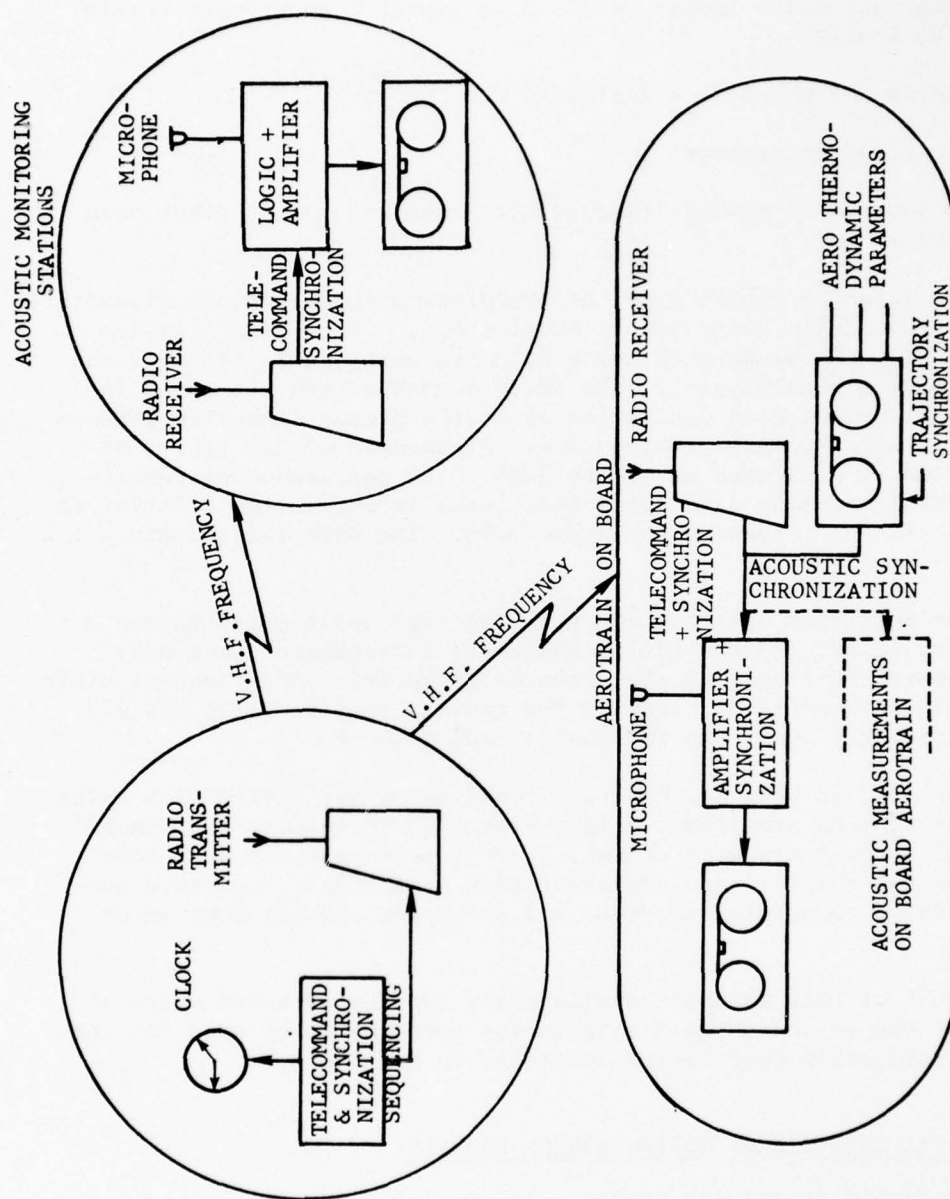 ACOUSTIC MONITORING
STATIONS
MICRO-
PHONE
LOGIC +
AMPLIFIER
RADIO
RECEIVER
TELE-
COMMAND
SYNCHRO-
NIZATION
V.H.F. FREQUENCY
V.H.F. FREQUENCY
CLOCK
RADIO
TRANS-
MITTER
TELECOMMAND
& SYNCHRO-
NIZATION
SEQUENCING
AEROTRAIN ON BOARD
RADIO RECEIVER
TELECOMMAND
+ SYNCHRO-
NIZATION
MICROPHONE
AMPLIFIER +
SYNCHRONI-
ZATION
AERO THERMO-
DYNAMIC
PARAMETERS
TRAJECTORY
SYNCHRONIZATION
ACOUSTIC SYN-
CHRONIZATION
ACOUSTIC MEASUREMENTS
ON BOARD AEROTRAIN